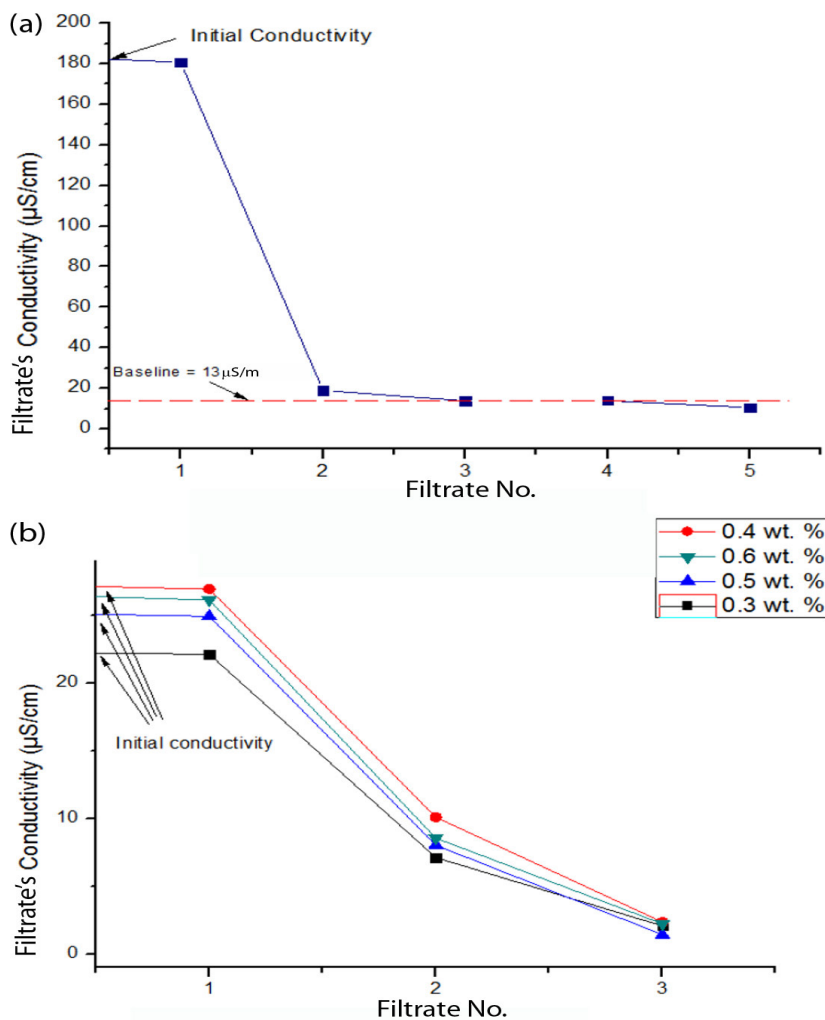 (a)
200
180
160
140
120
100
80
60
40
20
0
Filtrate's Conductivity (µS/cm)
Initial Conductivity
Baseline = 13µS/m
1 2 3 4 5
Filtrate No.
(b)
0.4 wt. %
0.6 wt. %
0.5 wt. %
0.3 wt. %
20
10
0
Filtrate's Conductivity (µS/cm)
Initial conductivity
1 2 3
Filtrate No.